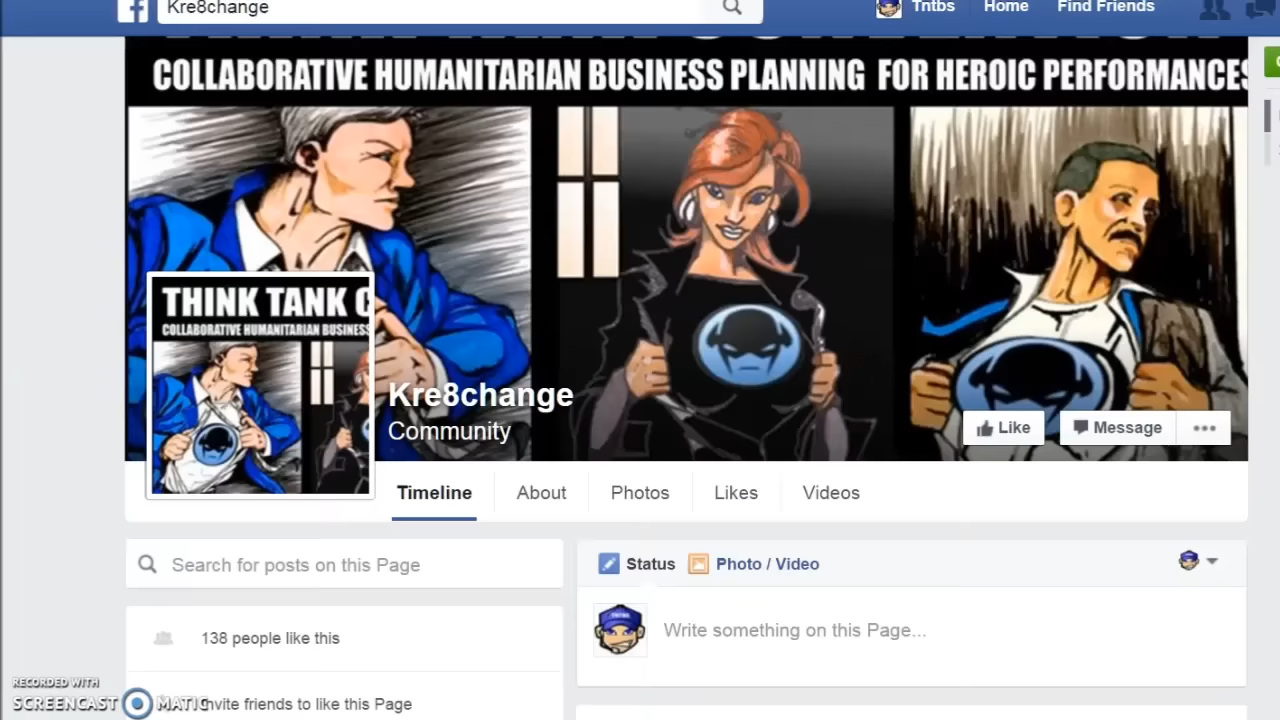 Kre8change
Tntbs Home Find Friends
COLLABORATIVE HUMANITARIAN BUSINESS PLANNING FOR HEROIC PERFORMANCES
THINK TANK C
COLLABORATIVE HUMANITARIAN BUSINESS
Kre8change
Community
Like
Message
Timeline
About
Photos
Likes
Videos
Search for posts on this Page
Status
Photo / Video
Write something on this Page...
138 people like this
Invite friends to like this Page
RECORDED WITH
SCREENCAST MATIC